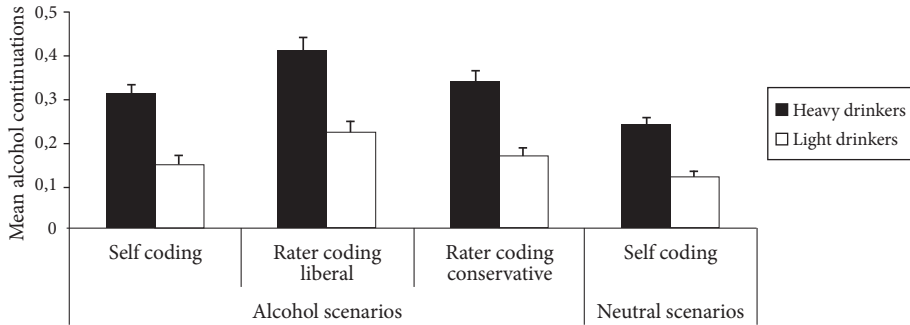 Mean alcohol continuations
0,5
0,4
0,3
0,2
0,1
0
Heavy drinkers
Light drinkers
Self coding
Rater coding
liberal
Rater coding
conservative
Self coding
Alcohol scenarios
Neutral scenarios